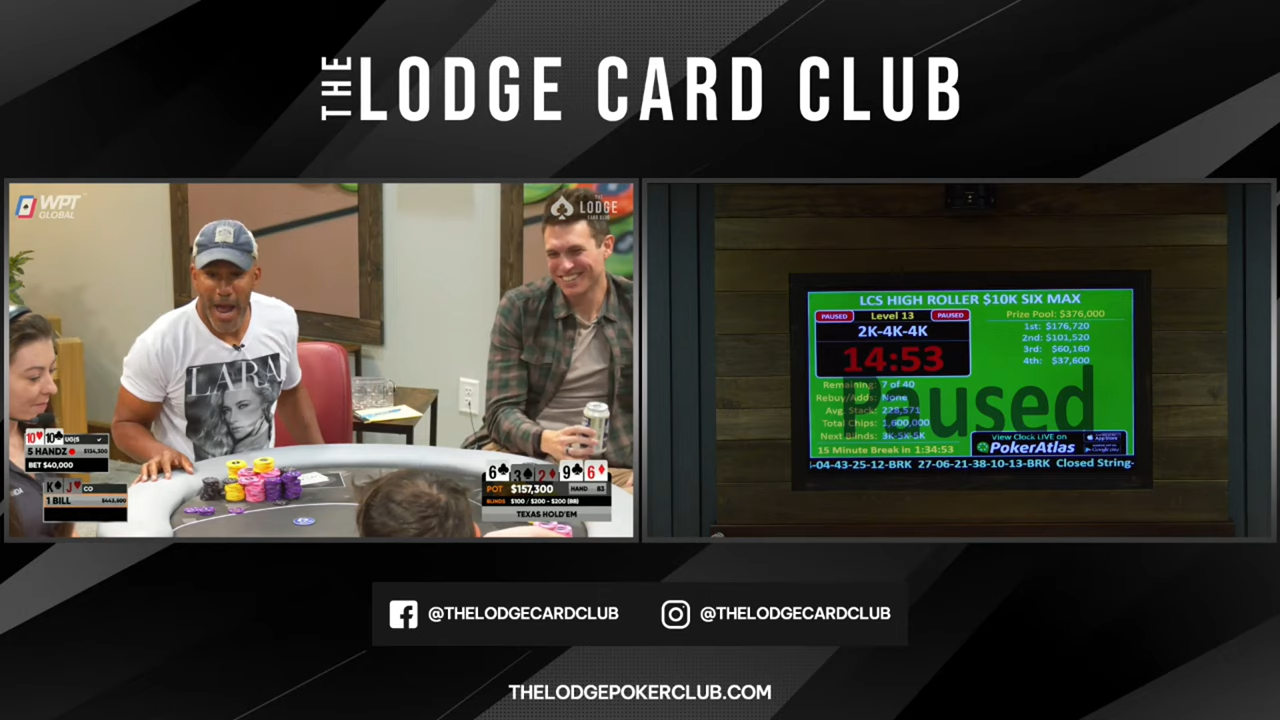 THE LODGE CARD CLUB
WPT
GLOBAL
THE
LODGE
CARD CLUB
LARA
10♥ 10♣ UG|5
5 HANDZ $134,300
BET $40,000
K♠ J♥ CO
1 BILL
6♣ 3♠ 2♦ 9♣ 6♦
POT $157,300 HAND 83
BLINDS $100 / $200 - $200 (BB)
TEXAS HOLD'EM
LCS HIGH ROLLER $10K SIX MAX
PAUSED Level 13 PAUSED
2K-4K-4K
14:53
Prize Pool: $376,000
1st: $176,720
2nd: $101,520
3rd: $60,160
4th: $37,600
Remaining: 7 of 40
Rebuy/Adds: None
Avg. Stack: 228,571
Total Chips: 1,600,000
Next Blinds: 3K-5K-5K
15 Minute Break in 1:34:53
View Clock LIVE on
PokerAtlas
App Store
-04-43-25-12-BRK 27-06-21-38-10-13-BRK Closed String-
@THELODGECARDCLUB
@THELODGECARDCLUB
THELODGEPOKERCLUB.COM